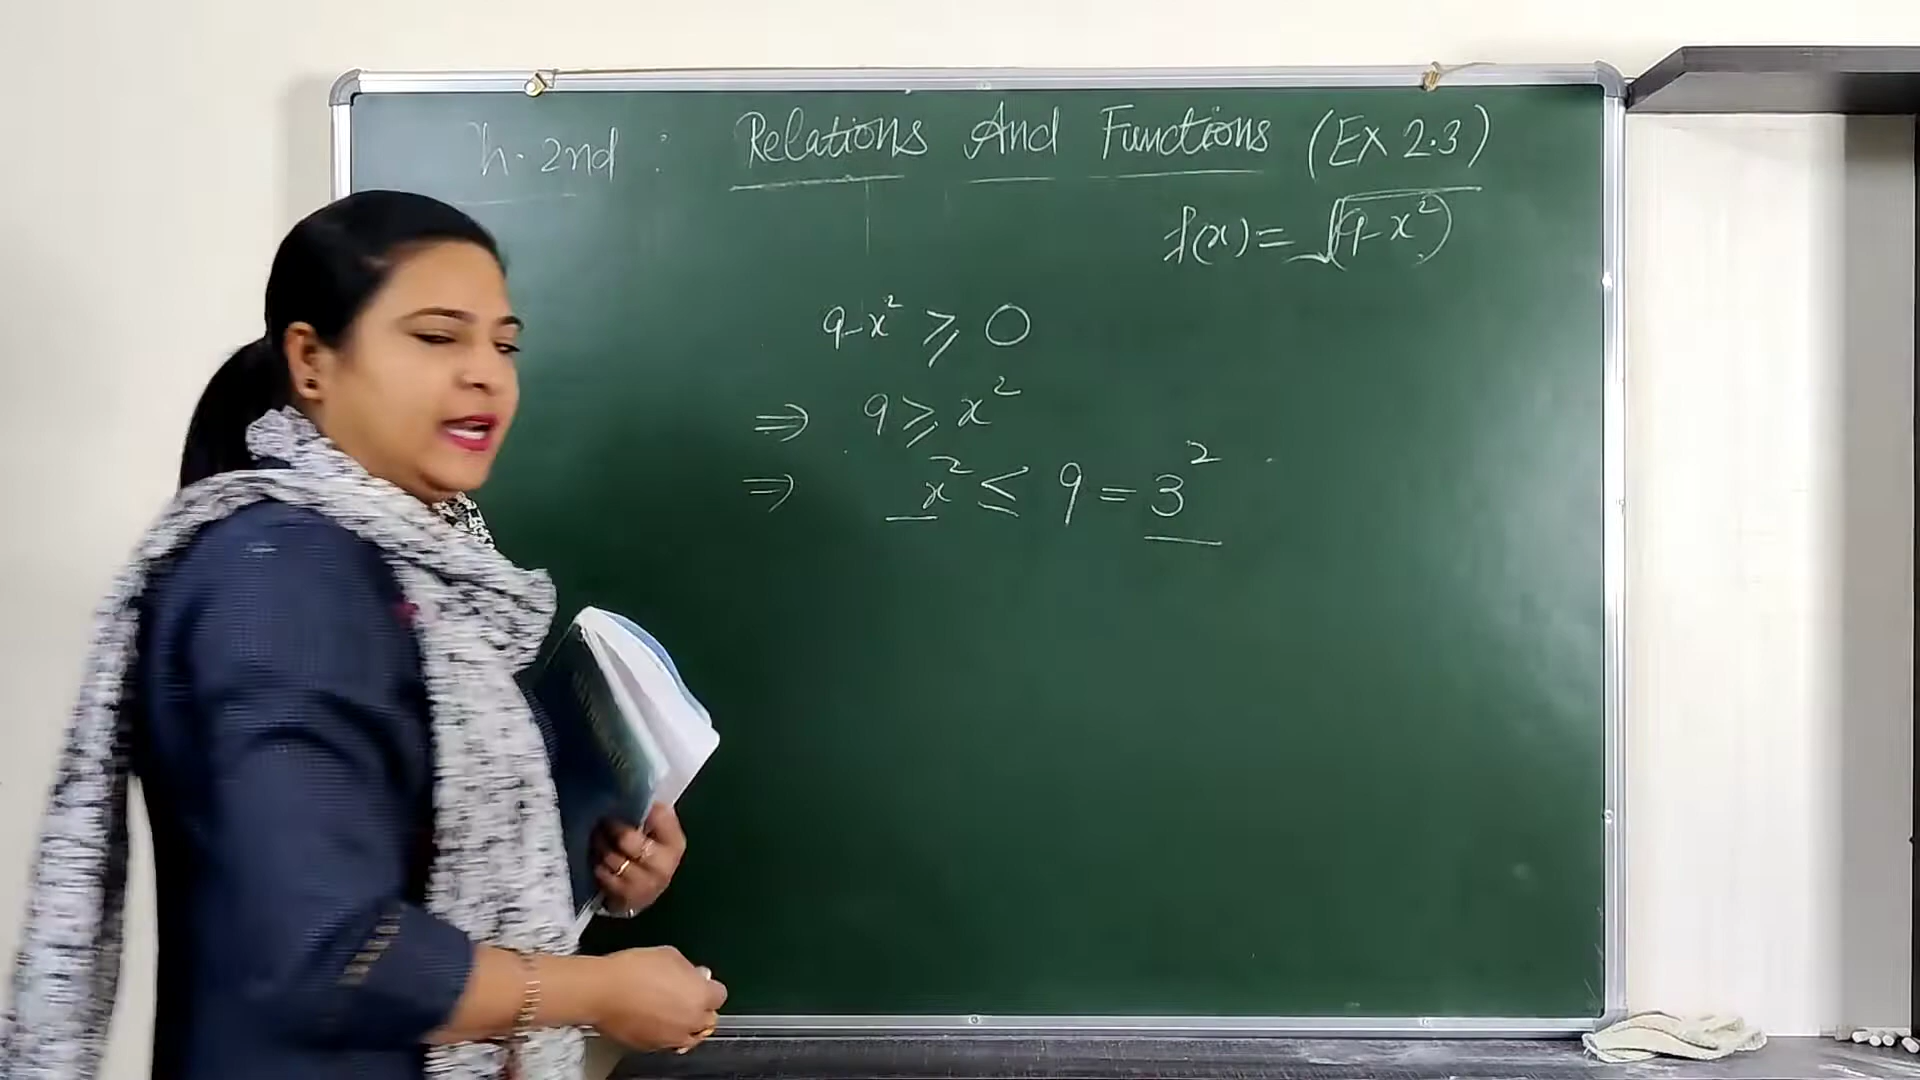 h. 2nd : Relations And Functions (Ex 2.3)
f(x) = √(9-x²)
9-x² ≥ 0
⇒ 9 ≥ x²
⇒ x² ≤ 9 = 3²